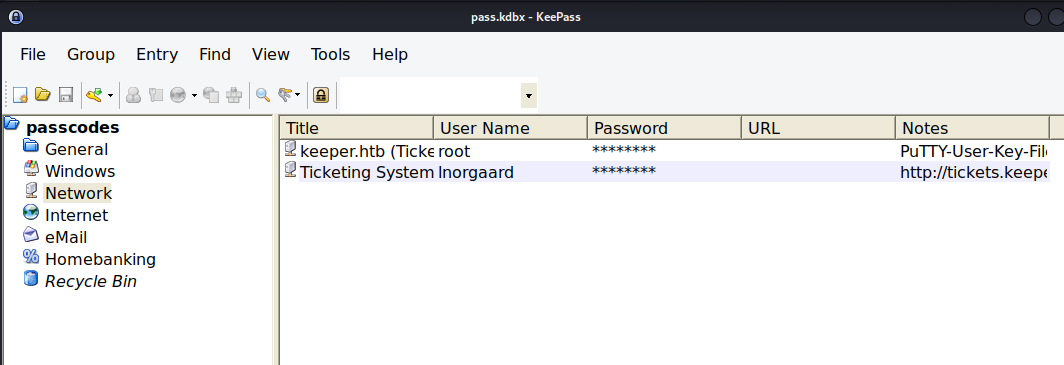 pass.kdbx - KeePass
File Group Entry Find View Tools Help
passcodes
General
Windows
Network
Internet
eMail
Homebanking
Recycle Bin
Title User Name Password URL Notes
keeper.htb (Ticke root ******** PuTTY-User-Key-Fil
Ticketing System lnorgaard ******** http://tickets.keepe